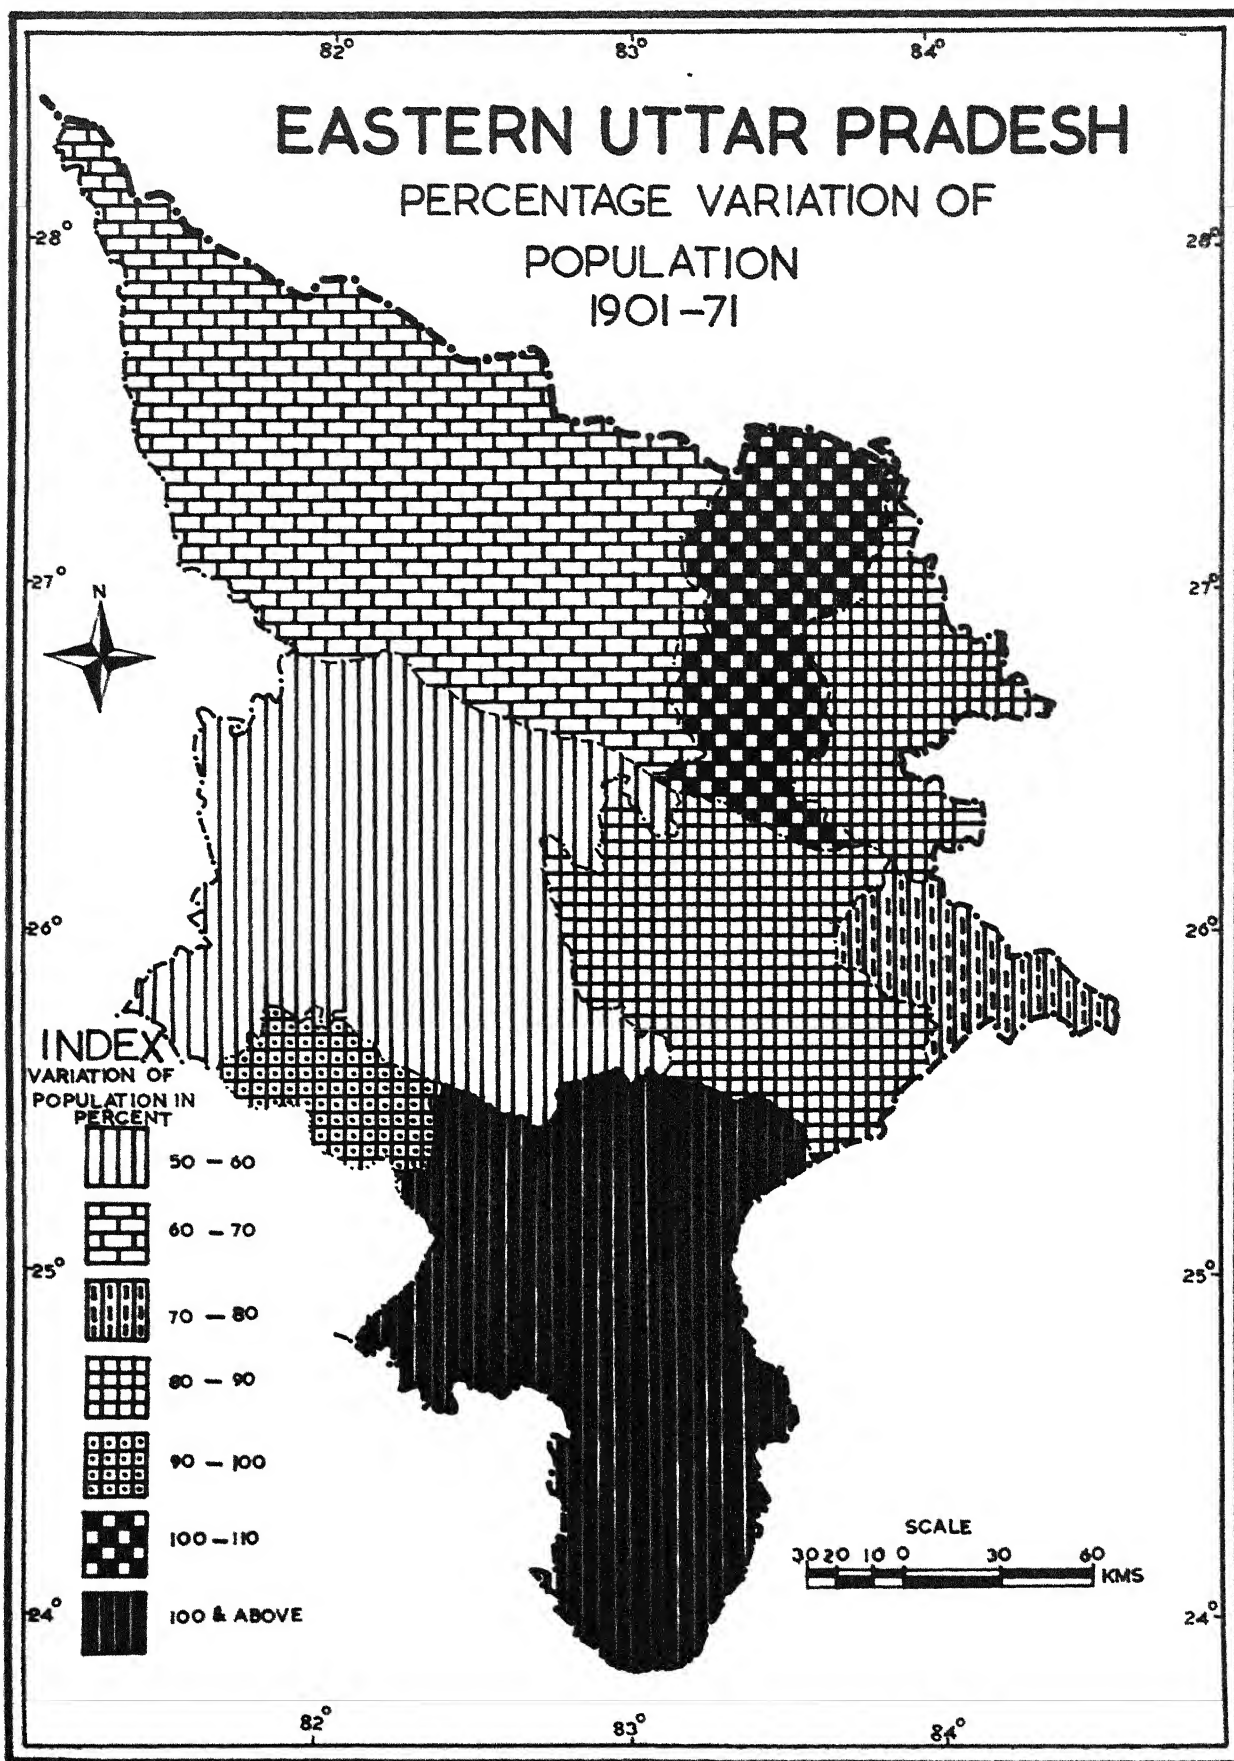 82° 83° 84°
EASTERN UTTAR PRADESH
PERCENTAGE VARIATION OF
POPULATION
1901-71
28° 28°
27° 27°
N
26° 26°
INDEX
VARIATION OF
POPULATION IN
PERCENT
50 - 60
60 - 70
25° 25°
70 - 80
80 - 90
90 - 100
100 - 110
SCALE
30 20 10 0 30 60
KMS
100 & ABOVE
24° 24°
82° 83° 84°